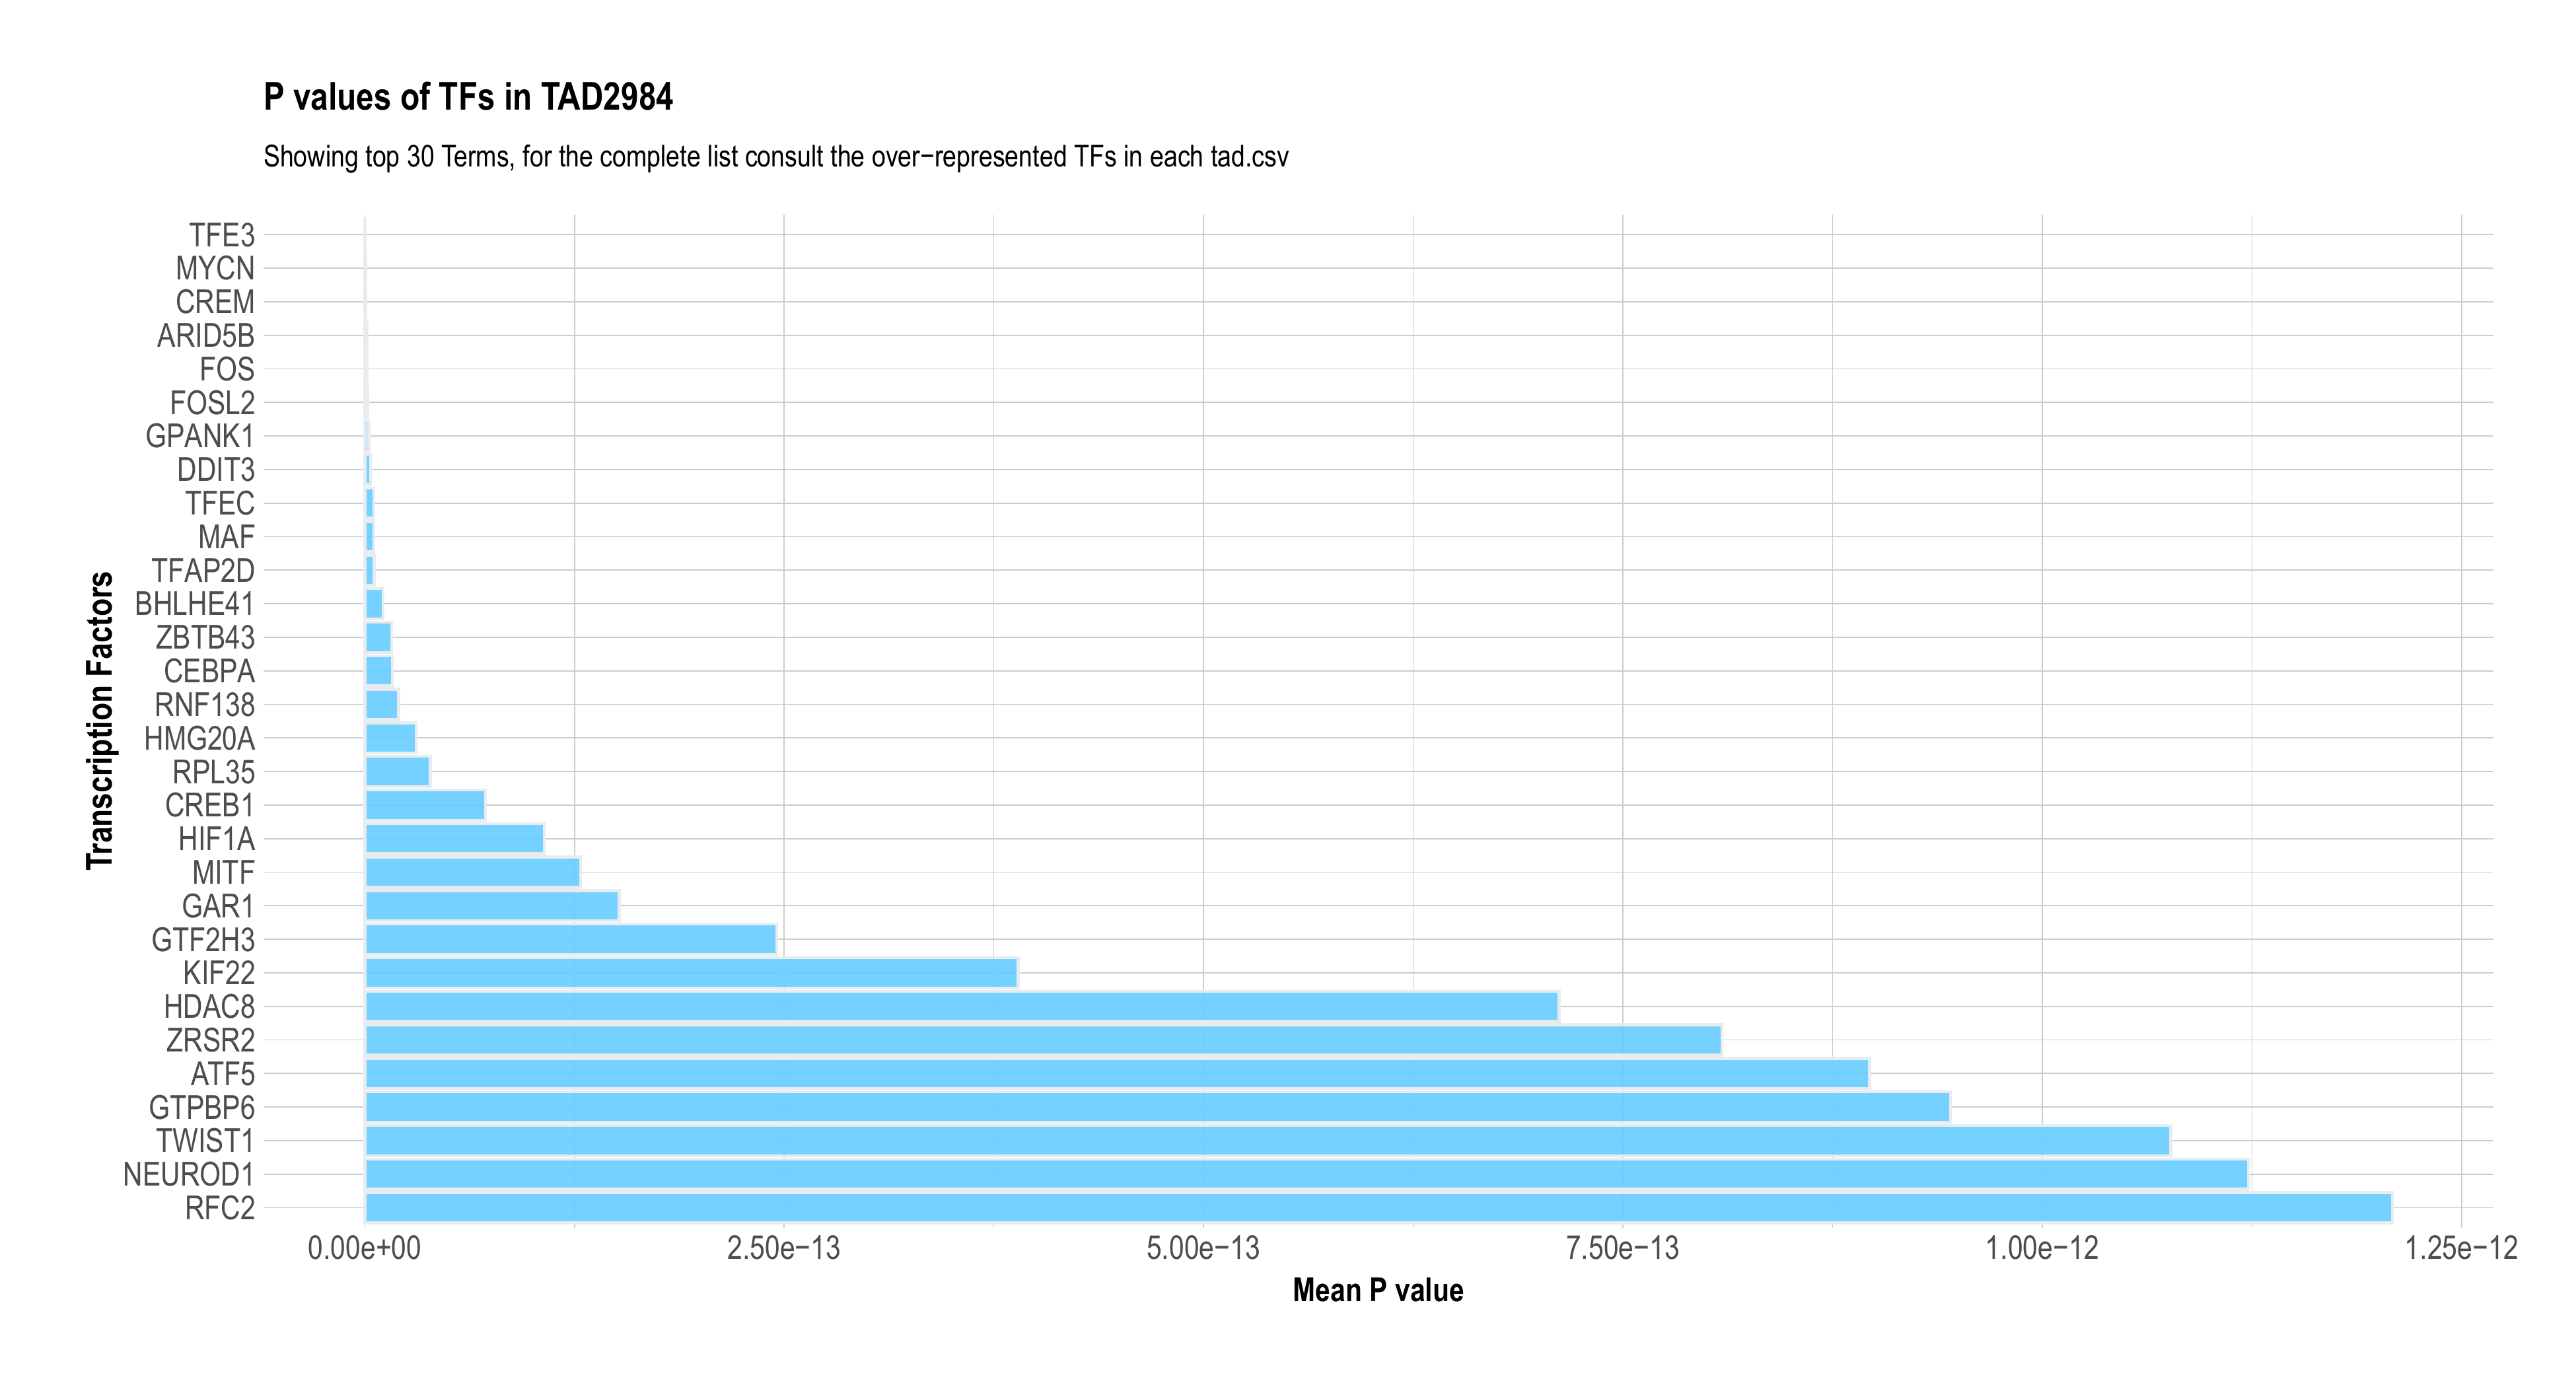 P values of TFs in TAD2984
Showing top 30 Terms, for the complete list consult the over−represented TFs in each tad.csv
Transcription Factors
TFE3
MYCN
CREM
ARID5B
FOS
FOSL2
GPANK1
DDIT3
TFEC
MAF
TFAP2D
BHLHE41
ZBTB43
CEBPA
RNF138
HMG20A
RPL35
CREB1
HIF1A
MITF
GAR1
GTF2H3
KIF22
HDAC8
ZRSR2
ATF5
GTPBP6
TWIST1
NEUROD1
RFC2
0.00e+00 2.50e−13 5.00e−13 7.50e−13 1.00e−12 1.25e−12
Mean P value